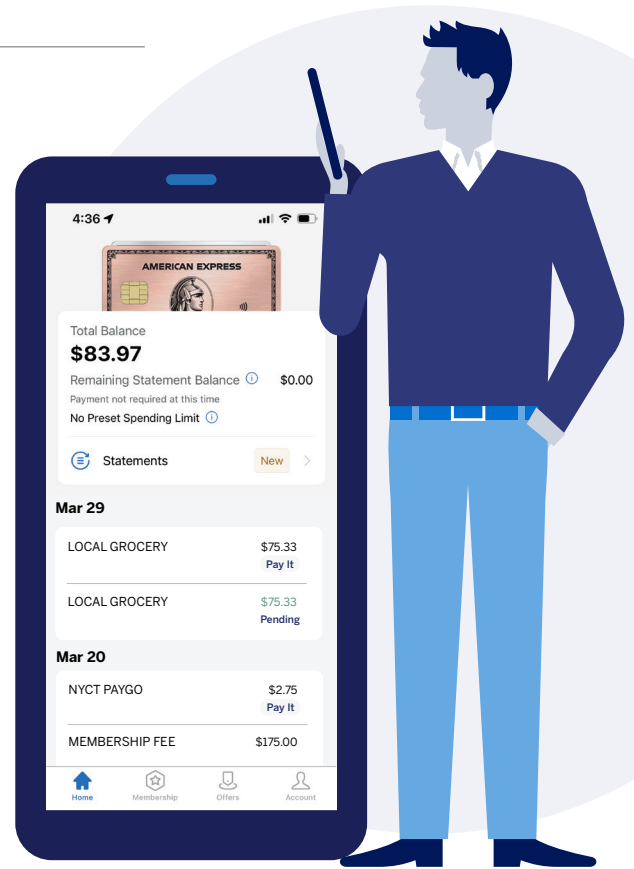 4:36
AMERICAN EXPRESS
Total Balance
$83.97
Remaining Statement Balance $0.00
Payment not required at this time
No Preset Spending Limit
Statements New
Mar 29
LOCAL GROCERY $75.33
Pay It
LOCAL GROCERY $75.33
Pending
Mar 20
NYCT PAYGO $2.75
Pay It
MEMBERSHIP FEE $175.00
Home Membership Offers Account